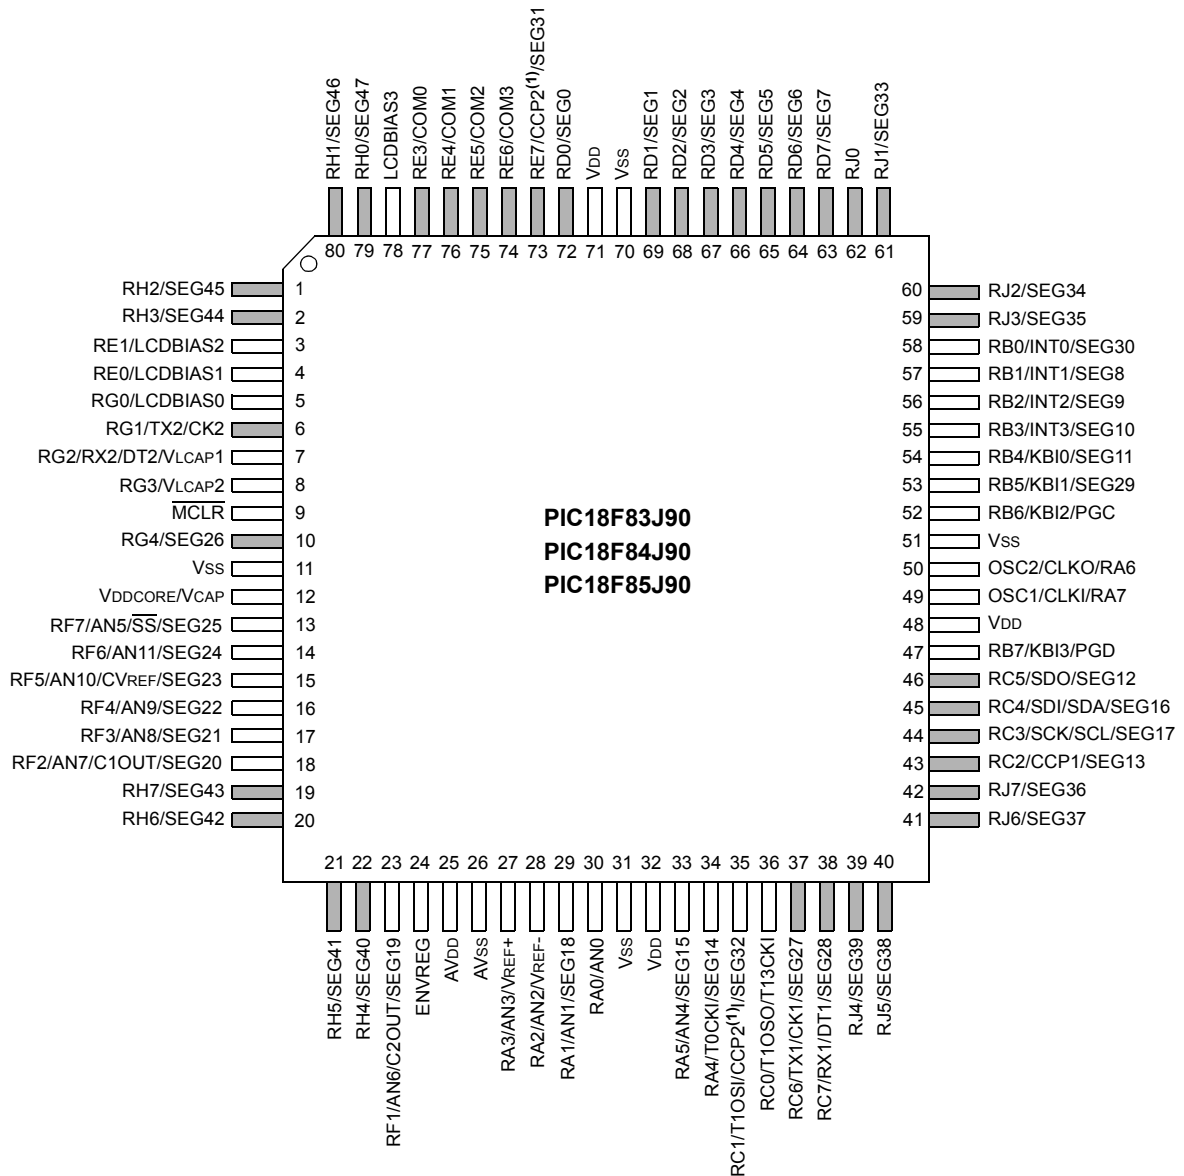 RH1/SEG46
RH0/SEG47
LCDBIAS3
RE3/COM0
RE4/COM1
RE5/COM2
RE6/COM3
RE7/CCP2(1)/SEG31
RD0/SEG0
VDD
VSS
RD1/SEG1
RD2/SEG2
RD3/SEG3
RD4/SEG4
RD5/SEG5
RD6/SEG6
RD7/SEG7
RJ0
RJ1/SEG33
80 79 78 77 76 75 74 73 72 71 70 69 68 67 66 65 64 63 62 61
RH2/SEG45 1
RH3/SEG44 2
RE1/LCDBIAS2 3
RE0/LCDBIAS1 4
RG0/LCDBIAS0 5
RG1/TX2/CK2 6
RG2/RX2/DT2/VLCAP1 7
RG3/VLCAP2 8
MCLR 9
RG4/SEG26 10
VSS 11
VDDCORE/VCAP 12
RF7/AN5/SS/SEG25 13
RF6/AN11/SEG24 14
RF5/AN10/CVREF/SEG23 15
RF4/AN9/SEG22 16
RF3/AN8/SEG21 17
RF2/AN7/C1OUT/SEG20 18
RH7/SEG43 19
RH6/SEG42 20
PIC18F83J90
PIC18F84J90
PIC18F85J90
60 RJ2/SEG34
59 RJ3/SEG35
58 RB0/INT0/SEG30
57 RB1/INT1/SEG8
56 RB2/INT2/SEG9
55 RB3/INT3/SEG10
54 RB4/KBI0/SEG11
53 RB5/KBI1/SEG29
52 RB6/KBI2/PGC
51 VSS
50 OSC2/CLKO/RA6
49 OSC1/CLKI/RA7
48 VDD
47 RB7/KBI3/PGD
46 RC5/SDO/SEG12
45 RC4/SDI/SDA/SEG16
44 RC3/SCK/SCL/SEG17
43 RC2/CCP1/SEG13
42 RJ7/SEG36
41 RJ6/SEG37
21 22 23 24 25 26 27 28 29 30 31 32 33 34 35 36 37 38 39 40
RH5/SEG41
RH4/SEG40
RF1/AN6/C2OUT/SEG19
ENVREG
AVDD
AVSS
RA3/AN3/VREF+
RA2/AN2/VREF-
RA1/AN1/SEG18
RA0/AN0
VSS
VDD
RA5/AN4/SEG15
RA4/T0CKI/SEG14
RC1/T1OSI/CCP2(1)l/SEG32
RC0/T1OSO/T13CKI
RC6/TX1/CK1/SEG27
RC7/RX1/DT1/SEG28
RJ4/SEG39
RJ5/SEG38